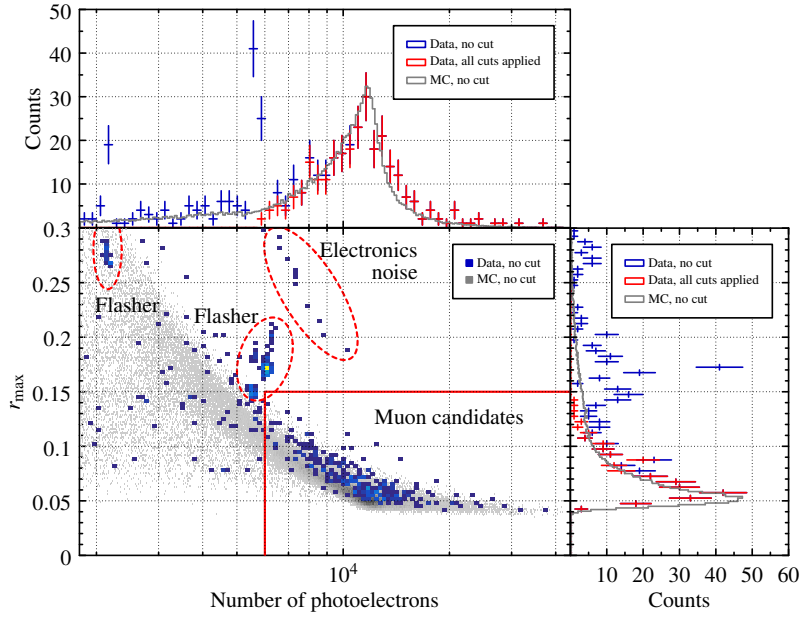 50
40
30
20
10
Counts
Data, no cut
Data, all cuts applied
MC, no cut
0.3
0.25
0.2
0.15
0.1
0.05
0
r_max
Electronics
noise
Flasher
Flasher
Data, no cut
MC, no cut
Muon candidates
10^4
Number of photoelectrons
Data, no cut
Data, all cuts applied
MC, no cut
10 20 30 40 50 60
Counts